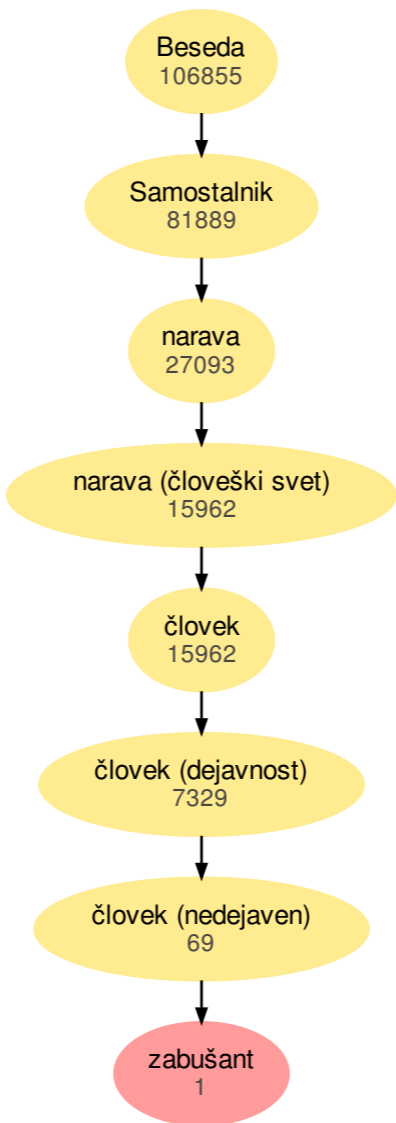 Beseda
106855
Samostalnik
81889
narava
27093
narava (človeški svet)
15962
človek
15962
človek (dejavnost)
7329
človek (nedejaven)
69
zabušant
1